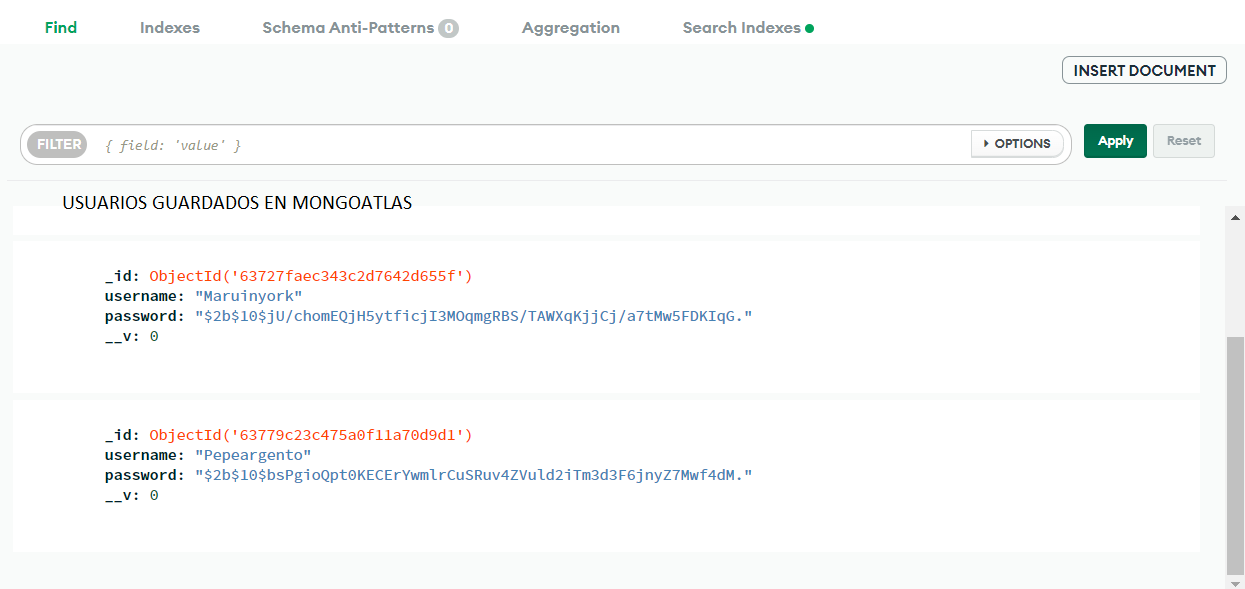 Find Indexes Schema Anti-Patterns 0 Aggregation Search Indexes
INSERT DOCUMENT
FILTER { field: 'value' } OPTIONS Apply Reset
USUARIOS GUARDADOS EN MONGOATLAS
_id: ObjectId('63727faec343c2d7642d655f')
username: "Maruinyork"
password: "$2b$10$jU/chomEQjH5ytficjI3MOqmgRBS/TAWXqKjjCj/a7tMw5FDKIqG."
__v: 0
_id: ObjectId('63779c23c475a0f11a70d9d1')
username: "Pepeargento"
password: "$2b$10$bsPgioQpt0KECErYwmlrCuSRuv4ZVuld2iTm3d3F6jnyZ7Mwf4dM."
__v: 0